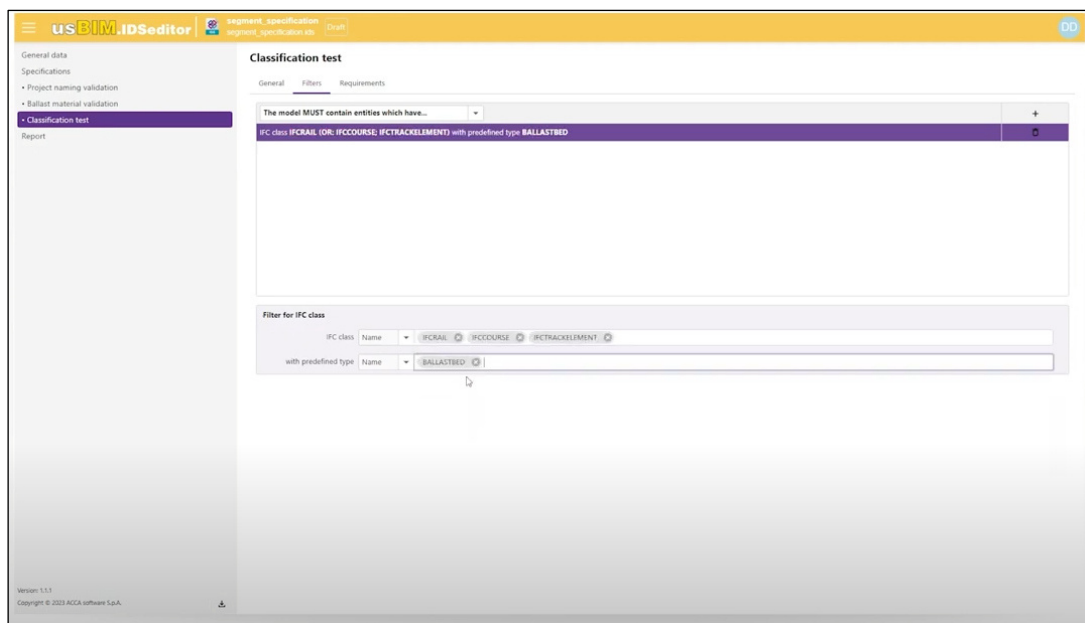 usBIM.IDSeditor
segment_specification
segment_specification.ids
Draft
DD
General data
Specifications
• Project naming validation
• Ballast material validation
• Classification test
Report
Classification test
General Filters Requirements
The model MUST contain entities which have...
+
IFC class IFCRAIL (OR: IFCCOURSE; IFCTRACKELEMENT) with predefined type BALLASTBED
Filter for IFC class
IFC class Name IFCRAIL IFCCOURSE IFCTRACKELEMENT
with predefined type Name BALLASTBED
Version: 1.1.1
Copyright © 2023 ACCA software S.p.A.